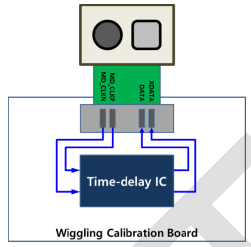 MD_CLKN
MD_CLKP
DATA
XDATA
Time-delay IC
Wiggling Calibration Board